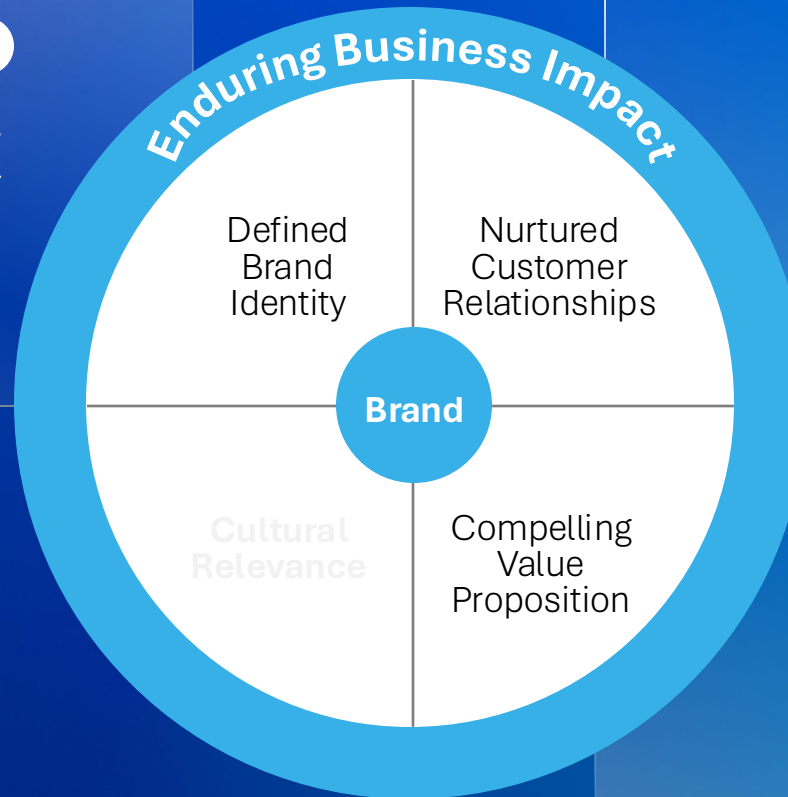 Enduring Business Impact
Defined
Brand
Identity
Nurtured
Customer
Relationships
Brand
Cultural
Relevance
Compelling
Value
Proposition